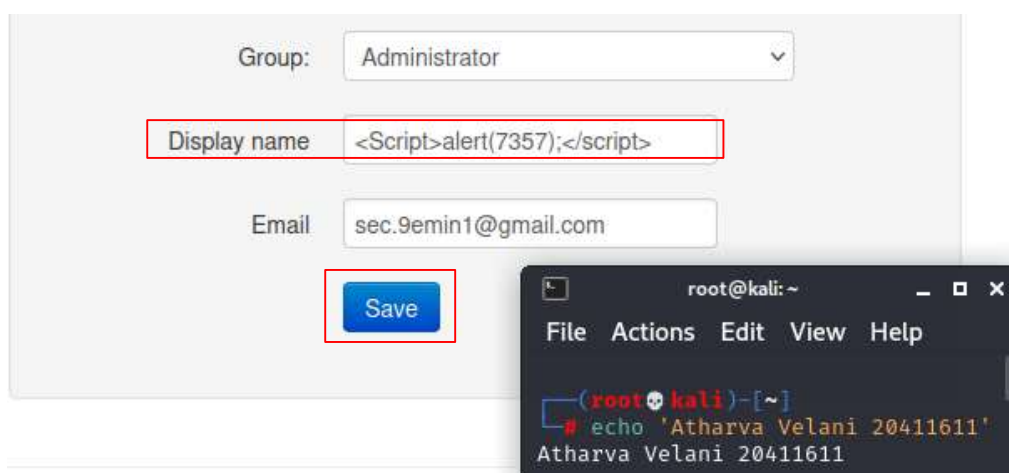 Group: Administrator
Display name <Script>alert(7357);</script>
Email sec.9emin1@gmail.com
Save
root@kali: ~
File Actions Edit View Help
(root💀kali)-[~]
# echo 'Atharva Velani 20411611'
Atharva Velani 20411611